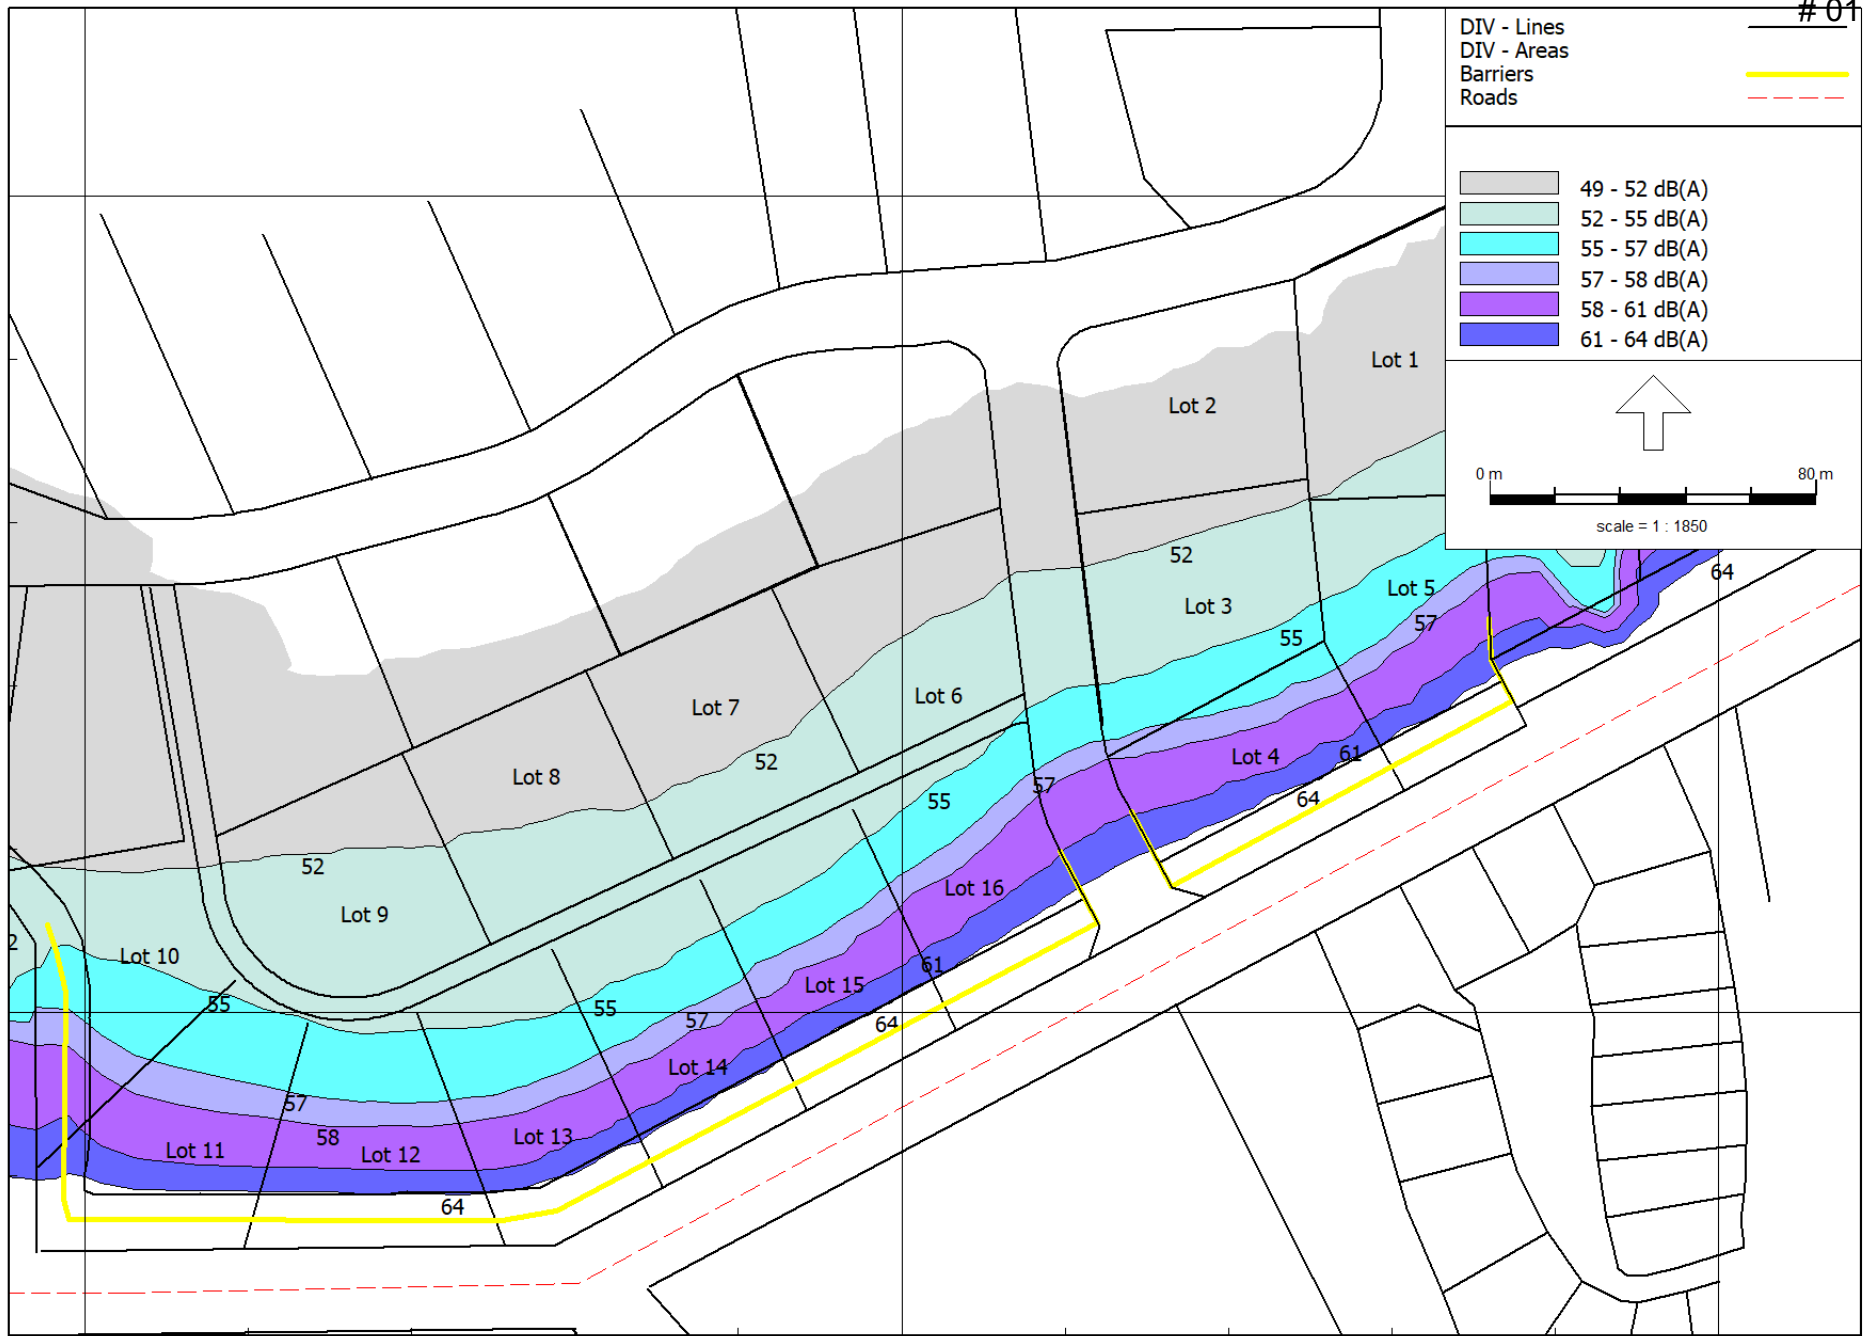 # 01
DIV - Lines
DIV - Areas
Barriers
Roads
49 - 52 dB(A)
52 - 55 dB(A)
55 - 57 dB(A)
57 - 58 dB(A)
58 - 61 dB(A)
61 - 64 dB(A)
0 m 80 m
scale = 1 : 1850
Lot 1
Lot 2
52
64
Lot 5
Lot 3
57
55
Lot 6
Lot 7
61
Lot 4
52
Lot 8
57
64
55
52
Lot 16
Lot 9
2
Lot 10
61
Lot 15
55
55
57
64
Lot 14
57
58
Lot 13
Lot 11
Lot 12
64